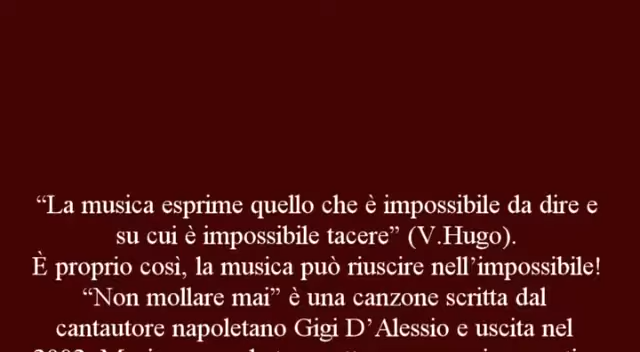 “La musica esprime quello che è impossibile da dire e
su cui è impossibile tacere” (V.Hugo).
È proprio così, la musica può riuscire nell’impossibile!
“Non mollare mai” è una canzone scritta dal
cantautore napoletano Gigi D’Alessio e uscita nel